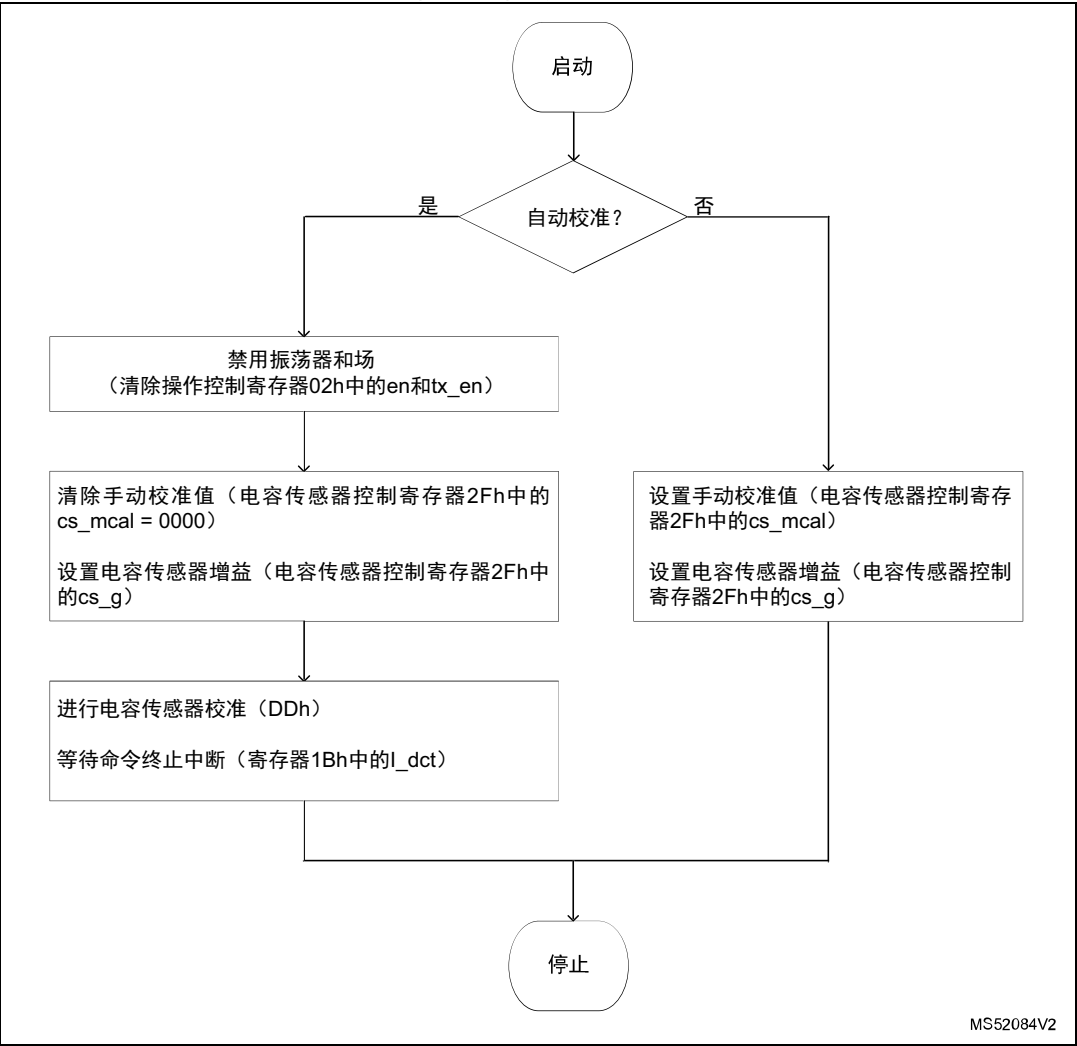 启动
自动校准？
是
否
禁用振荡器和场
（清除操作控制寄存器02h中的en和tx_en）
清除手动校准值（电容传感器控制寄存器2Fh中的
cs_mcal = 0000）
设置电容传感器增益（电容传感器控制寄存器2Fh中
的cs_g）
设置手动校准值（电容传感器控制寄存
器2Fh中的cs_mcal）
设置电容传感器增益（电容传感器控制
寄存器2Fh中的cs_g）
进行电容传感器校准（DDh）
等待命令终止中断（寄存器1Bh中的I_dct）
停止
MS52084V2